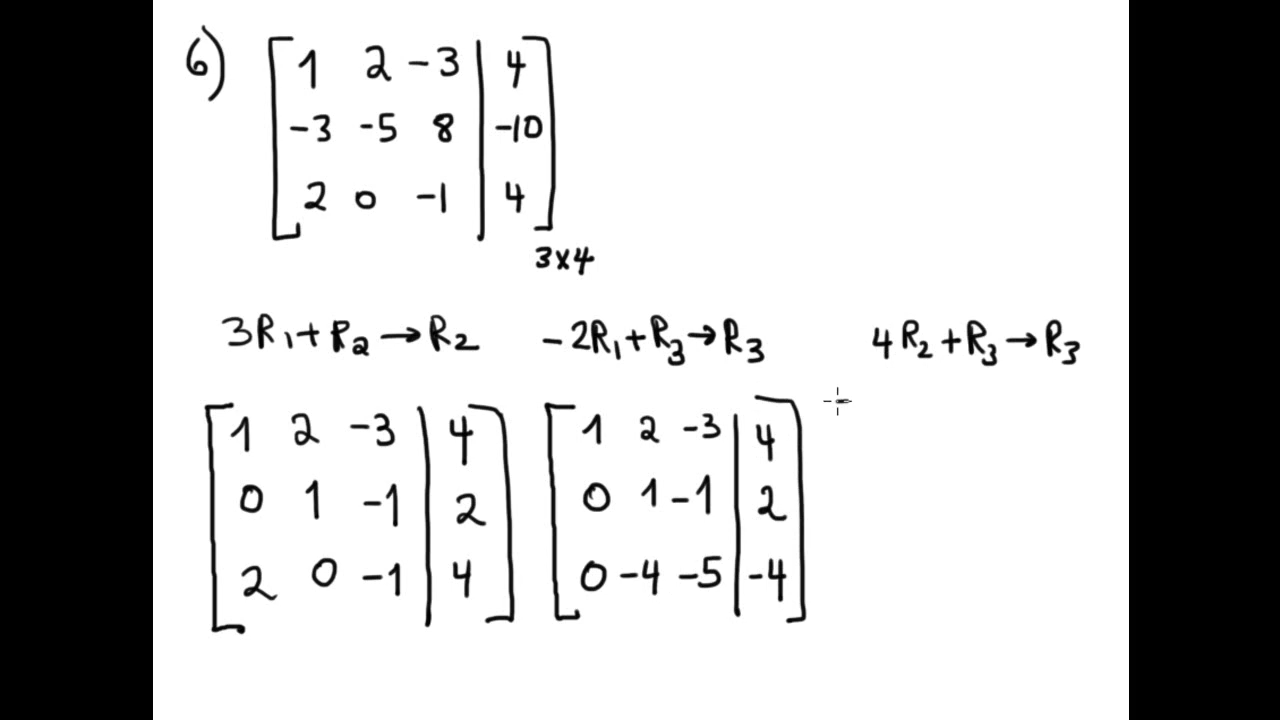 6) 1 2 -3 | 4
-3 -5 8 | -10
2 0 -1 | 4
3x4
3R₁+R₂→R₂ -2R₁+R₃→R₃ 4R₂+R₃→R₃
1 2 -3 | 4 1 2 -3 | 4
0 1 -1 | 2 0 1 -1 | 2
2 0 -1 | 4 0 -4 -5 | -4